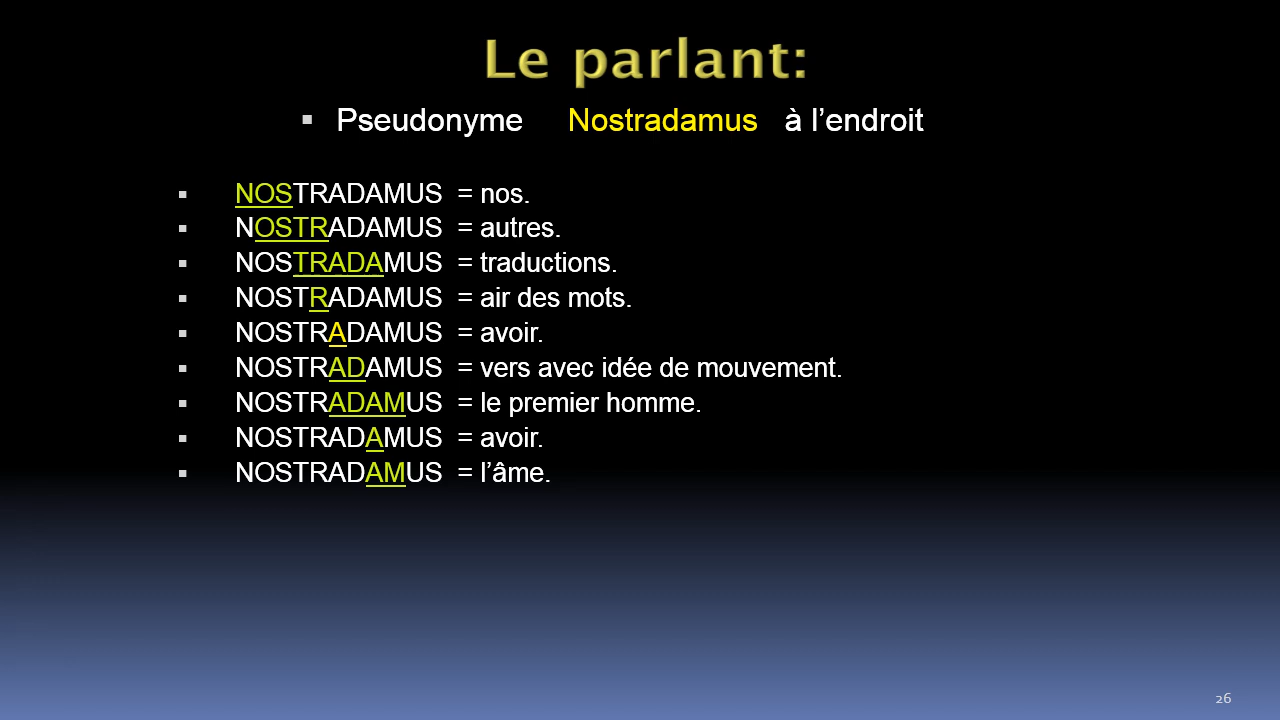 Le parlant:
▪ Pseudonyme Nostradamus à l’endroit
▪ NOSTRADAMUS = nos.
▪ NOSTRADAMUS = autres.
▪ NOSTRADAMUS = traductions.
▪ NOSTRADAMUS = air des mots.
▪ NOSTRADAMUS = avoir.
▪ NOSTRADAMUS = vers avec idée de mouvement.
▪ NOSTRADAMUS = le premier homme.
▪ NOSTRADAMUS = avoir.
▪ NOSTRADAMUS = l’âme.
26